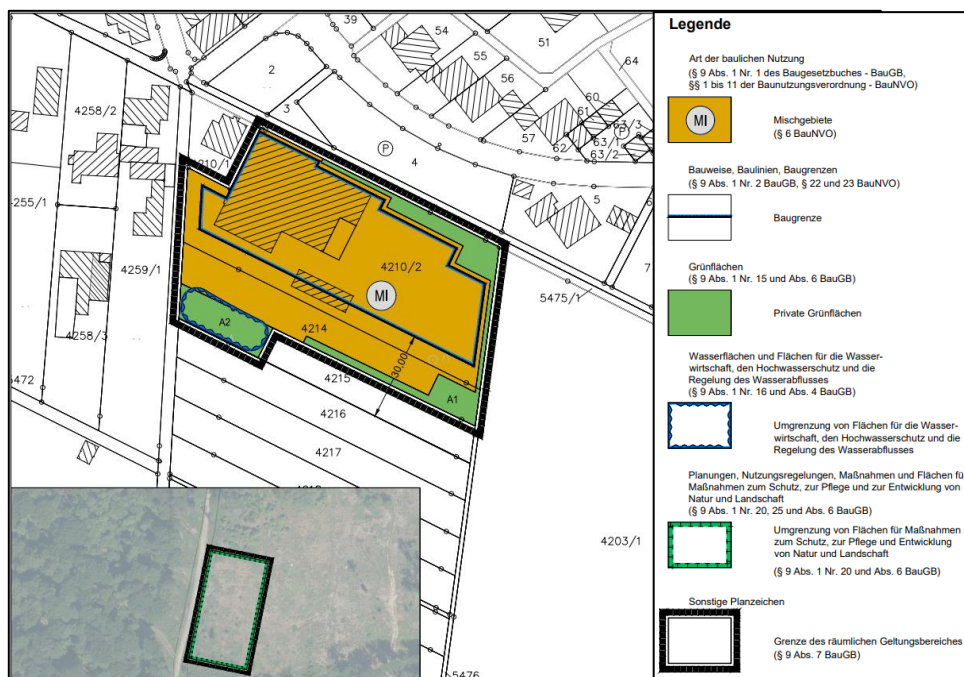 39
54
51
55
64
2
56
4258/2
3
60
61
63/3
57
63/1
P
P
62
63/2
4210/1
4
4255/1
5
4210/2
4259/1
7
5475/1
MI
4214
A2
30,00
4258/3
4215
5472
A1
4216
4217
4203/1
5476
Legende
Art der baulichen Nutzung
(§ 9 Abs. 1 Nr. 1 des Baugesetzbuches - BauGB,
§§ 1 bis 11 der Baunutzungsverordnung - BauNVO)
MI
Mischgebiete
(§ 6 BauNVO)
Bauweise, Baulinien, Baugrenzen
(§ 9 Abs. 1 Nr. 2 BauGB, § 22 und 23 BauNVO)
Baugrenze
Grünflächen
(§ 9 Abs. 1 Nr. 15 und Abs. 6 BauGB)
Private Grünflächen
Wasserflächen und Flächen für die Wasser-
wirtschaft, den Hochwasserschutz und die
Regelung des Wasserabflusses
(§ 9 Abs. 1 Nr. 16 und Abs. 4 BauGB)
Umgrenzung von Flächen für die Wasser-
wirtschaft, den Hochwasserschutz und die
Regelung des Wasserabflusses
Planungen, Nutzungsregelungen, Maßnahmen und Flächen fü
Maßnahmen zum Schutz, zur Pflege und zur Entwicklung von
Natur und Landschaft
(§ 9 Abs. 1 Nr. 20, 25 und Abs. 6 BauGB)
Umgrenzung von Flächen für Maßnahmen
zum Schutz, zur Pflege und Entwicklung
von Natur und Landschaft
(§ 9 Abs. 1 Nr. 20 und Abs. 6 BauGB)
Sonstige Planzeichen
Grenze des räumlichen Geltungsbereiches
(§ 9 Abs. 7 BauGB)